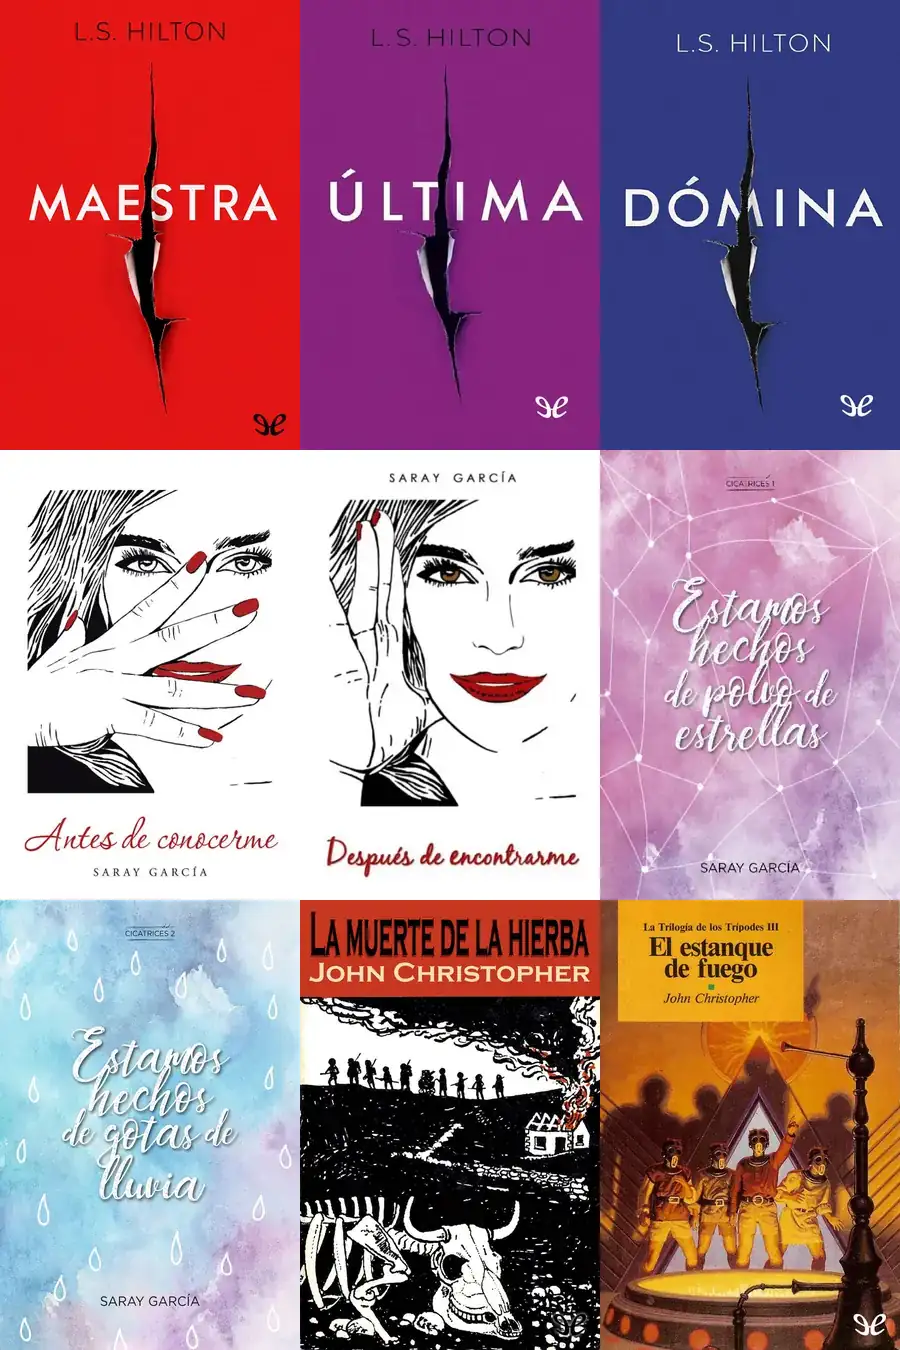 L.S. HILTON
MAESTRA
L.S. HILTON
ÚLTIMA
L.S. HILTON
DÓMINA
Antes de conocerme
SARAY GARCÍA
SARAY GARCÍA
Después de encontrarme
CICATRICES 1
Estamos
hechos
de polvo de
estrellas
SARAY GARCÍA
CICATRICES 2
Estamos
hechos
de gotas de
lluvia
SARAY GARCÍA
LA MUERTE DE LA HIERBA
JOHN CHRISTOPHER
La Trilogía de los Trípodes III
El estanque
de fuego
John Christopher